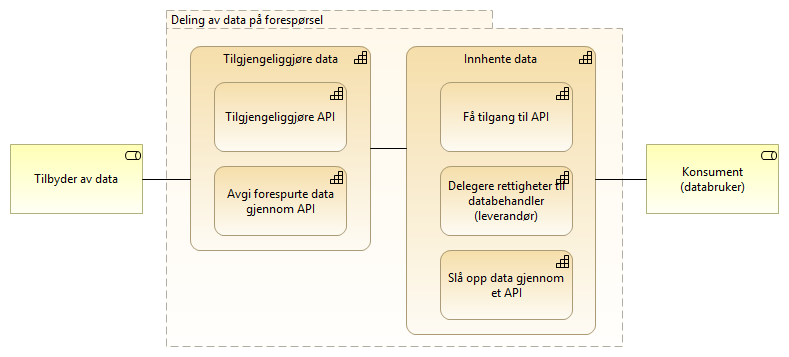 Deling av data på forespørsel
Tilgjengeliggjøre data
Tilgjengeliggjøre API
Avgi forespurte data
gjennom API
Innhente data
Få tilgang til API
Delegere rettigheter til
databehandler
(leverandør)
Slå opp data gjennom
et API
Tilbyder av data
Konsument
(databruker)